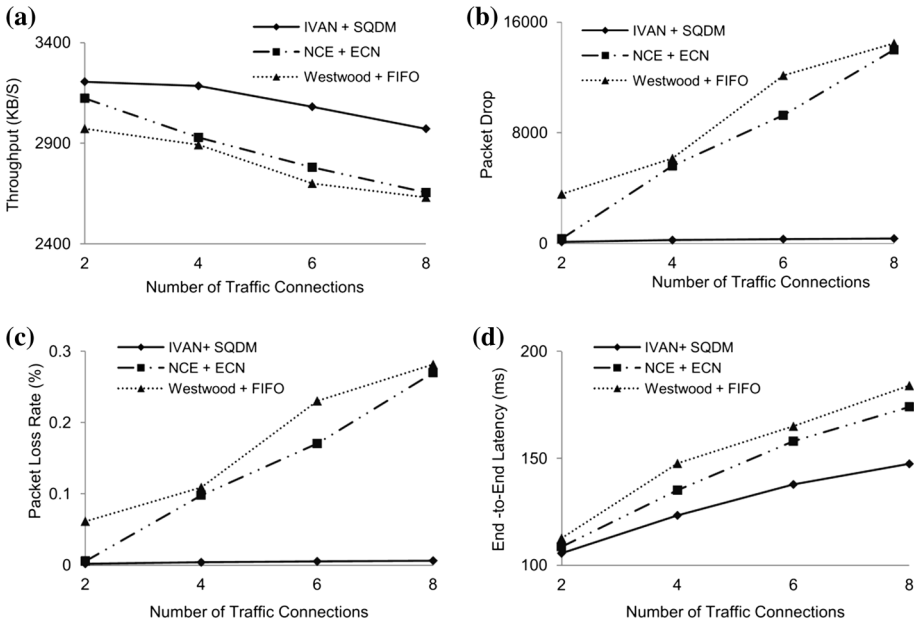 (a)
3400
2900
2400
Throughput (KB/S)
IVAN + SQDM
NCE + ECN
Westwood + FIFO
2 4 6 8
Number of Traffic Connections
(b)
16000
8000
0
Packet Drop
IVAN + SQDM
NCE + ECN
Westwood + FIFO
2 4 6 8
Number of Traffic Connections
(c)
0.3
0.2
0.1
0
Packet Loss Rate (%)
IVAN+ SQDM
NCE + ECN
Westwood + FIFO
2 4 6 8
Number of Traffic Connections
(d)
200
150
100
End -to-End Latency (ms)
IVAN+ SQDM
NCE + ECN
Westwood + FIFO
2 4 6 8
Number of Traffic Connections